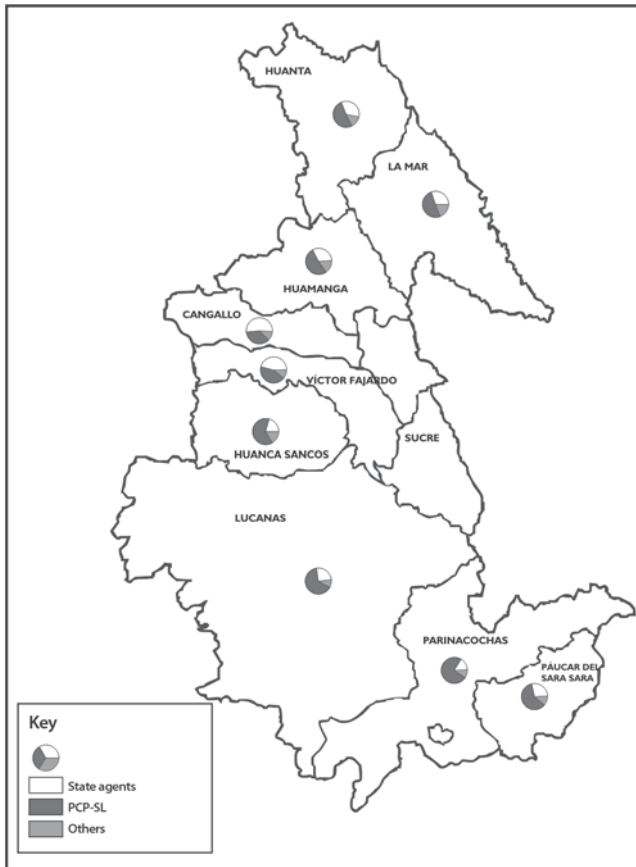 HUANTA
LA MAR
HUAMANGA
CANGALLO
VÍCTOR FAJARDO
HUANCA SANCOS
SUCRE
LUCANAS
PARINACOCHAS
PÁUCAR DEL
SARA SARA
Key
State agents
PCP-SL
Others